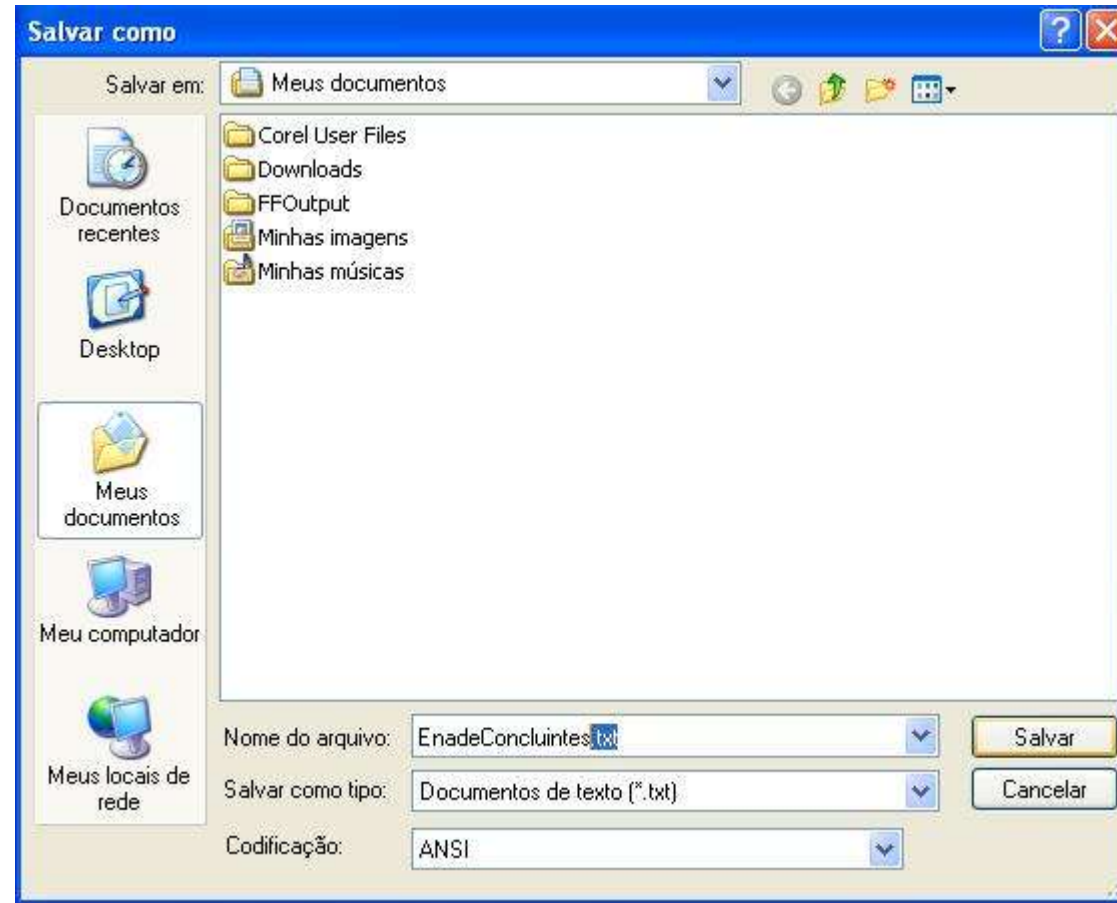 Salvar como
Salvar em:
Meus documentos
Documentos
recentes
Desktop
Meus
documentos
Meu computador
Meus locais de
rede
Corel User Files
Downloads
FFOutput
Minhas imagens
Minhas músicas
Nome do arquivo:
EnadeConcluintes.txt
Salvar
Salvar como tipo:
Documentos de texto (*.txt)
Cancelar
Codificação:
ANSI